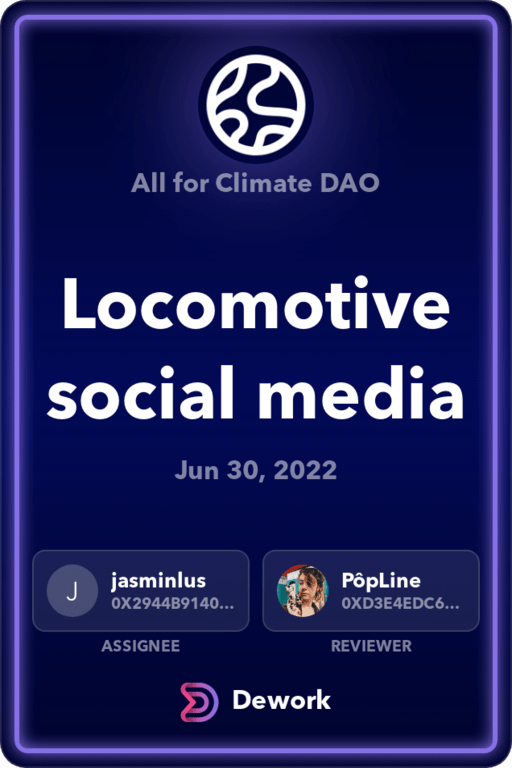 All for Climate DAO
Locomotive
social media
Jun 30, 2022
J
jasminlus
0X2944B9140...
ASSIGNEE
PôpLine
0XD3E4EDC6...
REVIEWER
Dework